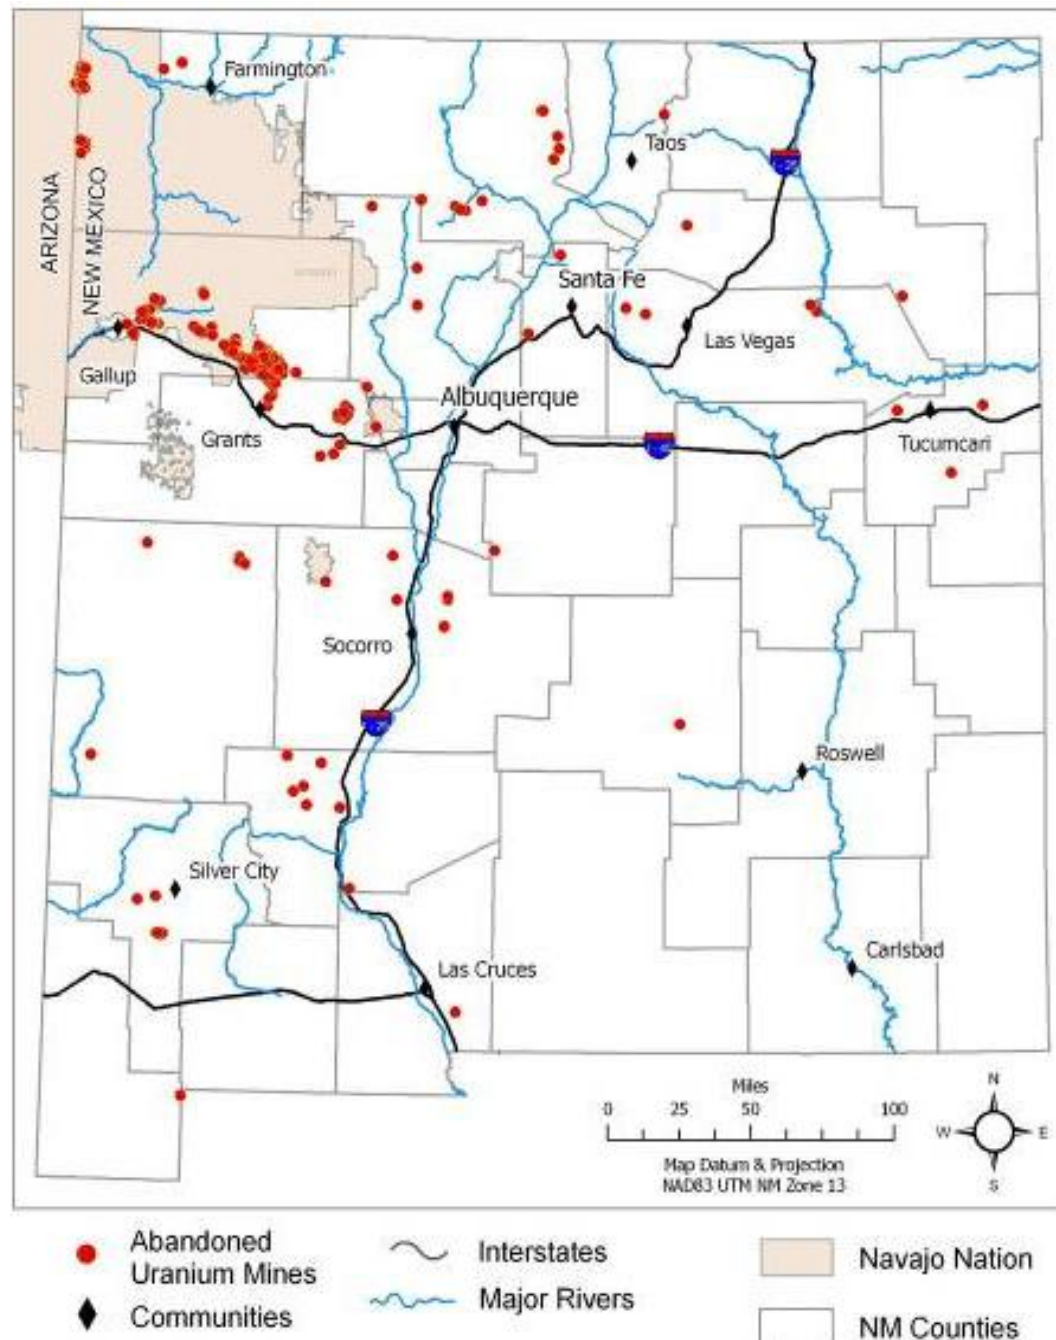 Farmington
Taos
ARIZONA
NEW MEXICO
Santa Fe
Las Vegas
Gallup
Albuquerque
Grants
Tucumcari
Socorro
Roswell
Silver City
Carlsbad
Las Cruces
Miles
0 25 50 100
Map Datum & Projection
NAD83 UTM NM Zone 13
N
W E
S
Abandoned
Uranium Mines
Communities
Interstates
Major Rivers
Navajo Nation
NM Counties